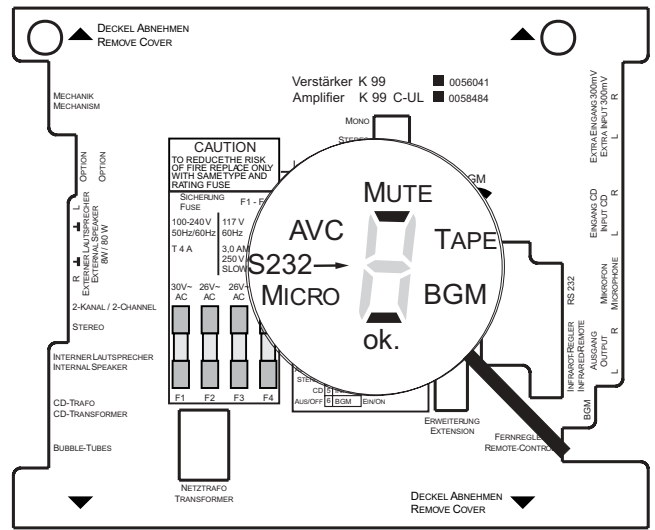 DECKEL ABNEHMEN
REMOVE COVER
Verstärker K 99 0056041
Amplifier K 99 C-UL 0058484
MECHANIK
MECHANISM
MONO
CAUTION
TO REDUCE THE RISK
OF FIRE REPLACE ONLY
WITH SAME TYPE AND
RATING FUSE
SICHERUNG
FUSE
F1 - F
100-240 V
50Hz/60Hz
T 4 A
117 V
60Hz
3,0 AM
250 V
SLOW
30V~
AC
26V~
AC
26V~
AC
F1 F2 F3 F4
OPTION
OPTION
L
R
EXTERNER LAUTSPRECHER
EXTERNAL SPEAKER
8W / 80 W
2-KANAL / 2-CHANNEL
STEREO
INTERNER LAUTSPRECHER
INTERNAL SPEAKER
CD-TRAFO
CD-TRANSFORMER
BUBBLE-TUBES
NETZTRAFO
TRANSFORMER
MUTE
AVC
TAPE
S232
MICRO
BGM
ok.
CD 5
AUS/OFF 6 BGM EIN/ON
ERWEITERUNG
EXTENSION
FERNREGLE
REMOTE-CONTROL
EXTRA EINGANG 300mV
EXTRA INPUT 300mV
L R
EINGANG CD
INPUT CD
L R
RS 232
MIKROFON
MICROPHONE
INFRAROT-REGLER
INFRARED-REMOTE
AUSGANG
OUTPUT
L R
BGM
DECKEL ABNEHMEN
REMOVE COVER